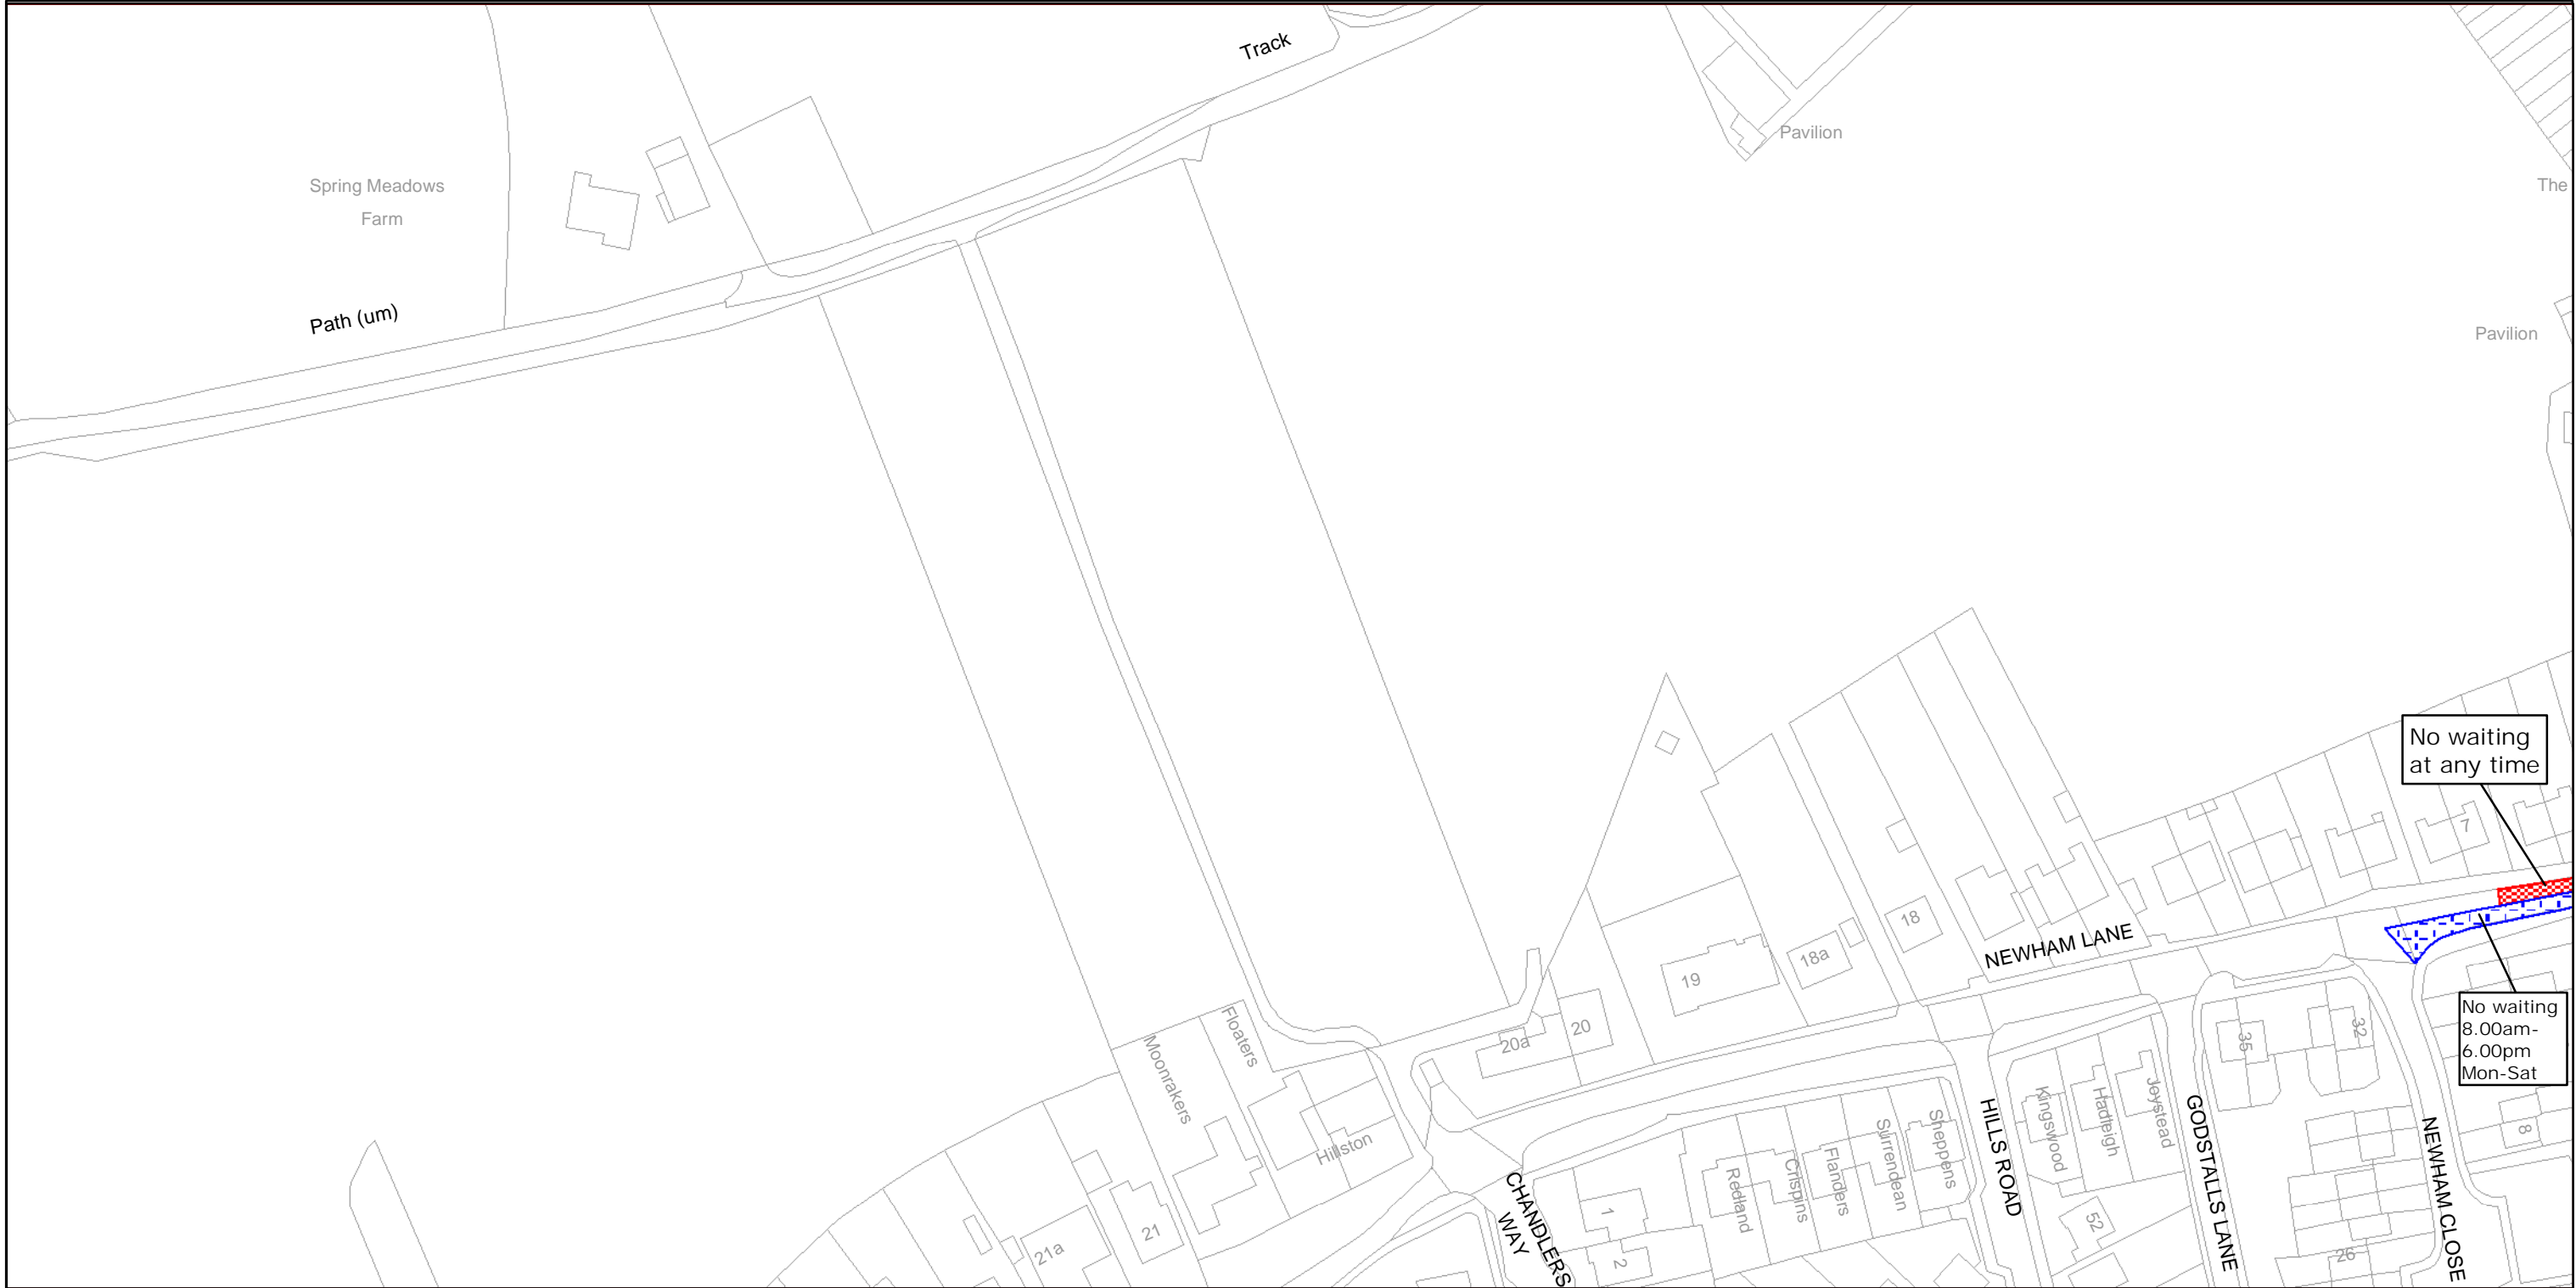 Track
Pavilion
Spring Meadows
Farm
The
Path (um)
Pavilion
No waiting
at any time
7
18
NEWHAM LANE
18a
19
20
20a
No waiting
8.00am-
6.00pm
Mon-Sat
Floaters
Moonrakers
Hillston
35
32
Kingswood
Hadleigh
Joystead
Sheppens
Surrendean
Flanders
Crispins
Redland
HILLS ROAD
GODSTALLS LANE
NEWHAM CLOSE
8
CHANDLERS
WAY
1
2
21
21a
52
26